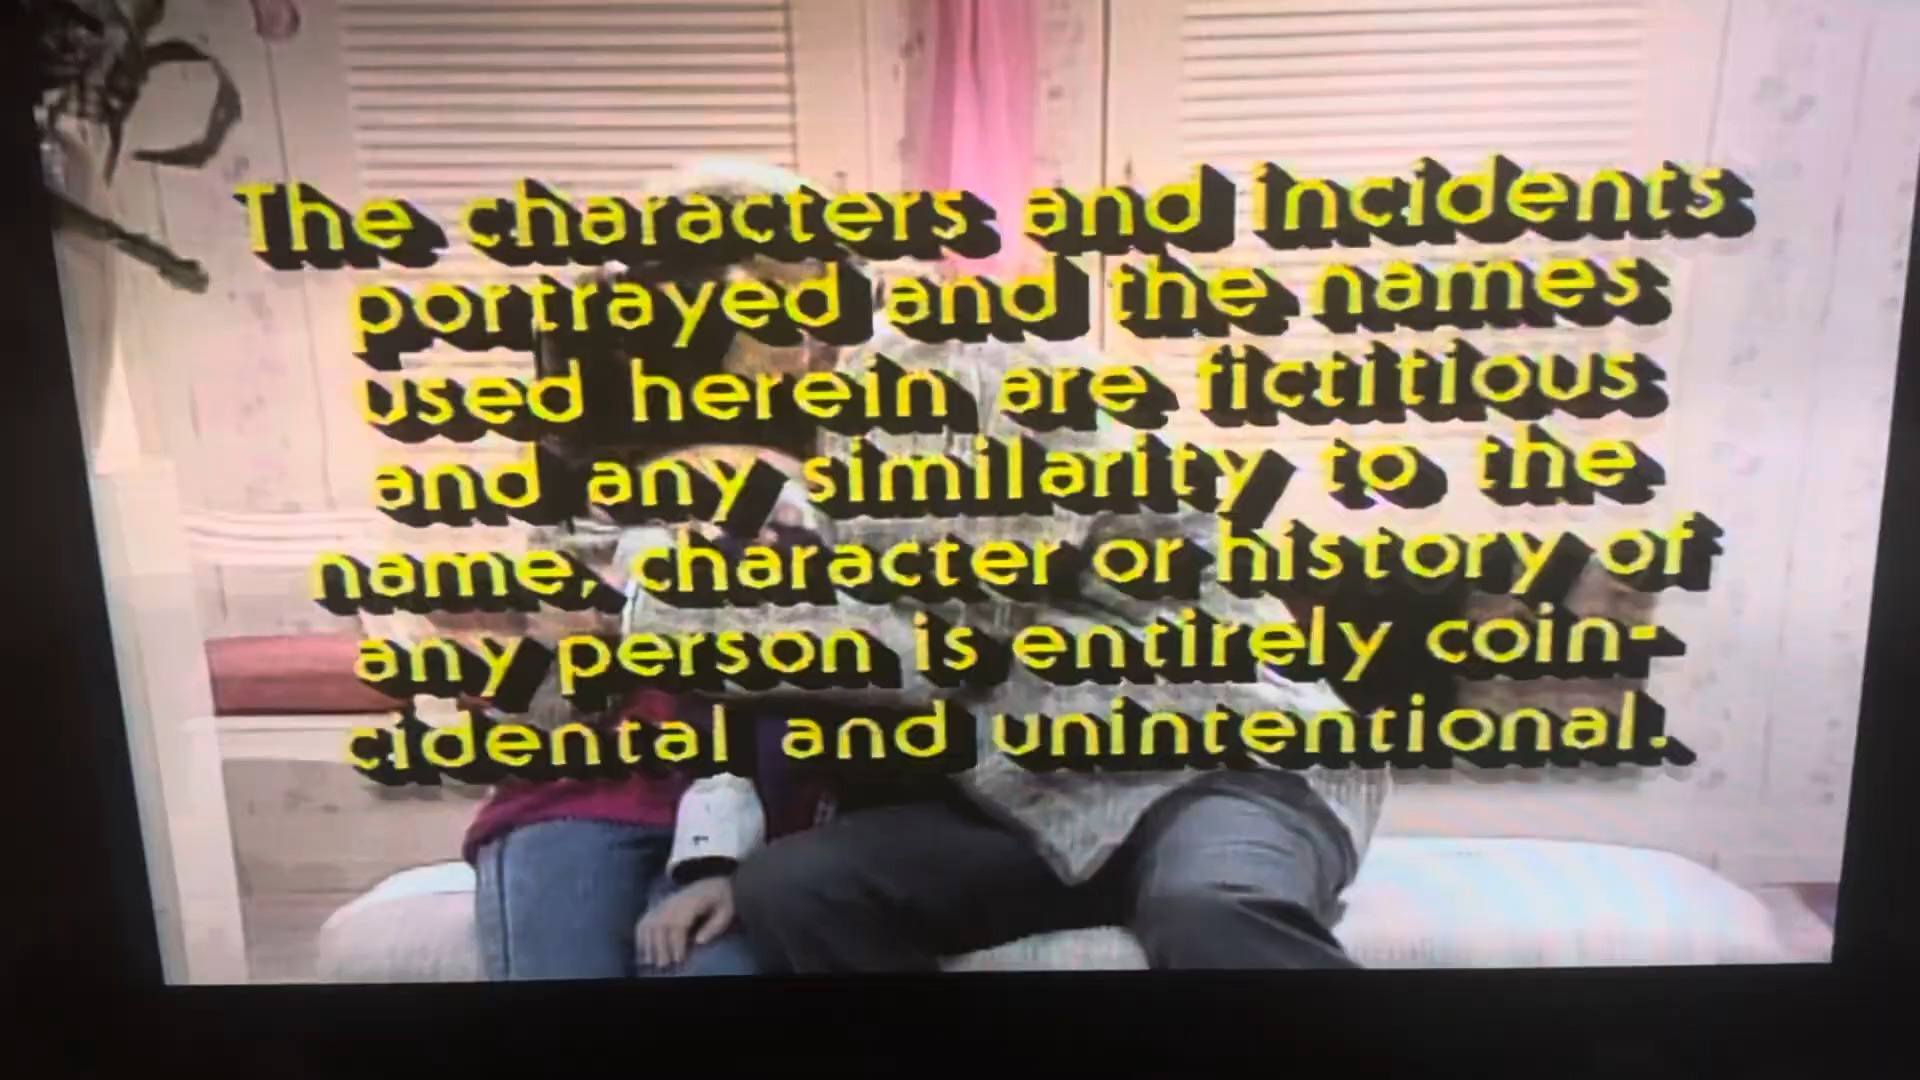 The characters and incidents
portrayed and the names
used herein are fictitious
and any similarity to the
name, character or history of
any person is entirely coin-
cidental and unintentional.